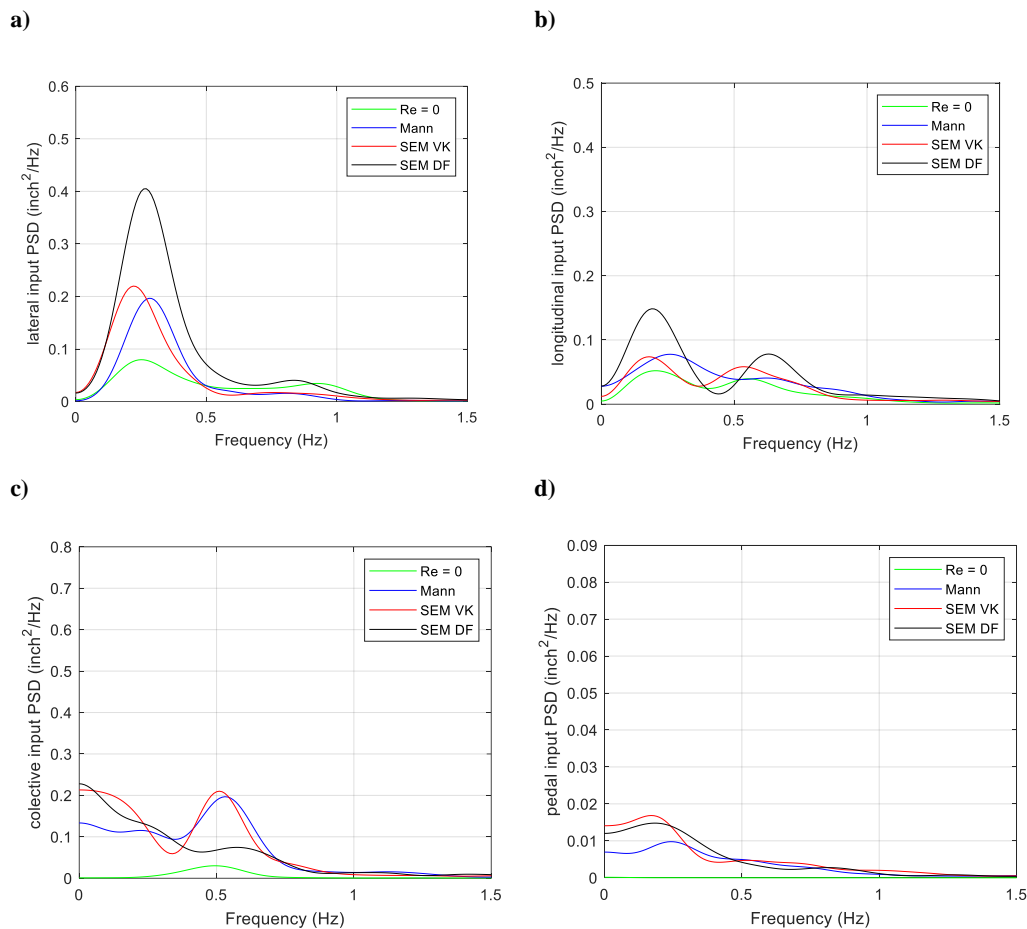 a)
0.6
0.5
0.4
0.3
0.2
0.1
0
0
0.5
1
1.5
lateral input PSD (inch²/Hz)
Frequency (Hz)
Re = 0
Mann
SEM VK
SEM DF
b)
0.5
0.4
0.3
0.2
0.1
0
0
0.5
1
1.5
longitudinal input PSD (inch²/Hz)
Frequency (Hz)
Re = 0
Mann
SEM VK
SEM DF
c)
0.8
0.7
0.6
0.5
0.4
0.3
0.2
0.1
0
0
0.5
1
1.5
colective input PSD (inch²/Hz)
Frequency (Hz)
Re = 0
Mann
SEM VK
SEM DF
d)
0.09
0.08
0.07
0.06
0.05
0.04
0.03
0.02
0.01
0
0
0.5
1
1.5
pedal input PSD (inch²/Hz)
Frequency (Hz)
Re = 0
Mann
SEM VK
SEM DF